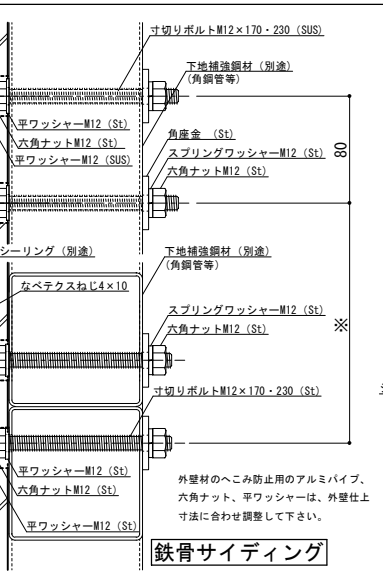 寸切りボルトM12×170・230 (SUS)
下地補強鋼材 (別途)
(角鋼管等)
平ワッシャーM12 (St)
六角ナットM12 (St)
平ワッシャーM12 (SUS)
角座金 (St)
スプリングワッシャーM12 (St)
六角ナットM12 (St)
80
シーリング (別途)
下地補強鋼材 (別途)
(角鋼管等)
なべテクスねじ4×10
スプリングワッシャーM12 (St)
六角ナットM12 (St)
※
寸切りボルトM12×170・230 (St)
平ワッシャーM12 (St)
六角ナットM12 (St)
平ワッシャーM12 (St)
外壁材のへこみ防止用のアルミパイプ、
六角ナット、平ワッシャーは、外壁仕上
寸法に合わせ調整して下さい。
鉄骨サイディング